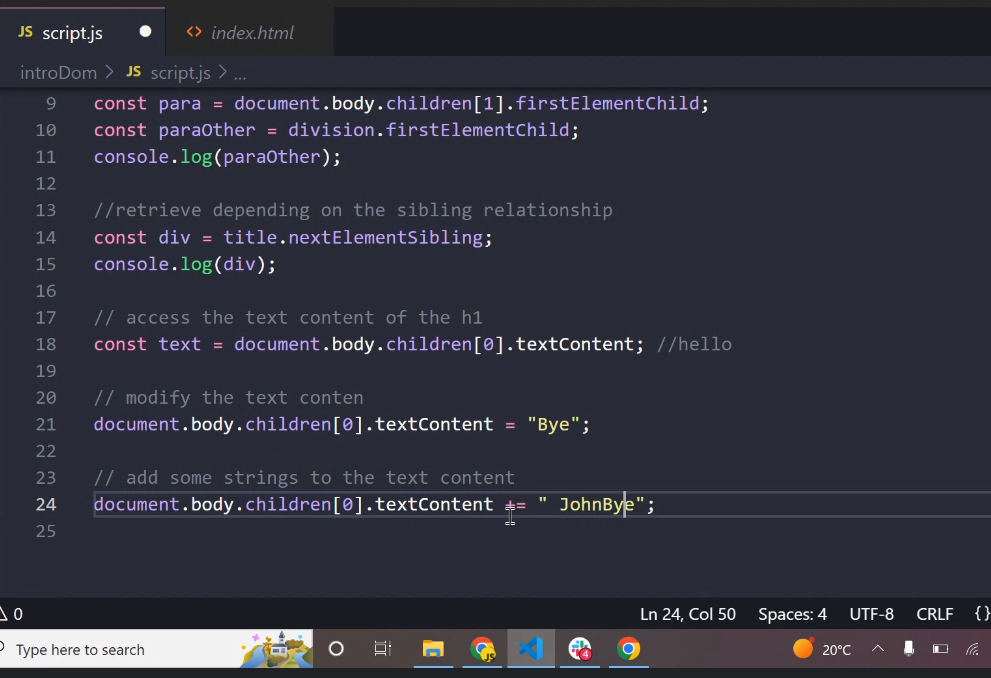 JS script.js
<> index.html
introDom > JS script.js > ...
9 const para = document.body.children[1].firstElementChild;
10 const paraOther = division.firstElementChild;
11 console.log(paraOther);
12
13 //retrieve depending on the sibling relationship
14 const div = title.nextElementSibling;
15 console.log(div);
16
17 // access the text content of the h1
18 const text = document.body.children[0].textContent; //hello
19
20 // modify the text conten
21 document.body.children[0].textContent = "Bye";
22
23 // add some strings to the text content
24 document.body.children[0].textContent += " JohnBye";
25
0 Ln 24, Col 50 Spaces: 4 UTF-8 CRLF {}
Type here to search JS 4 20°C